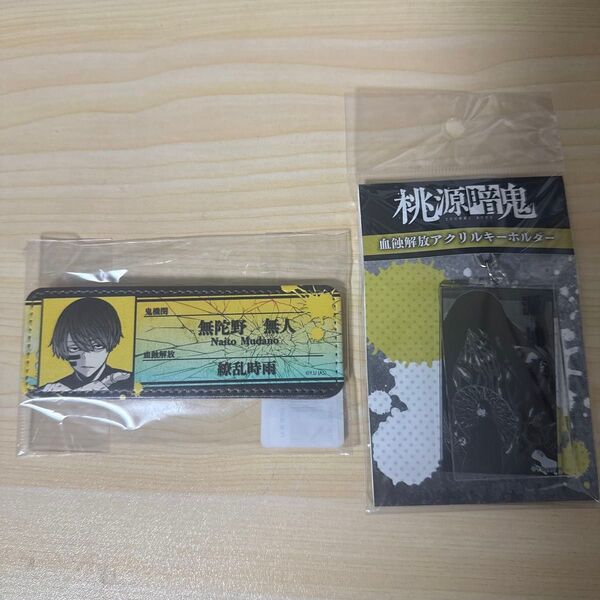 鬼機関
無陀野 無人
Naito Mudano
血蝕解放
繚乱時雨
©Y.U(AS)
桃源暗鬼
血蝕解放アクリルキーホルダー